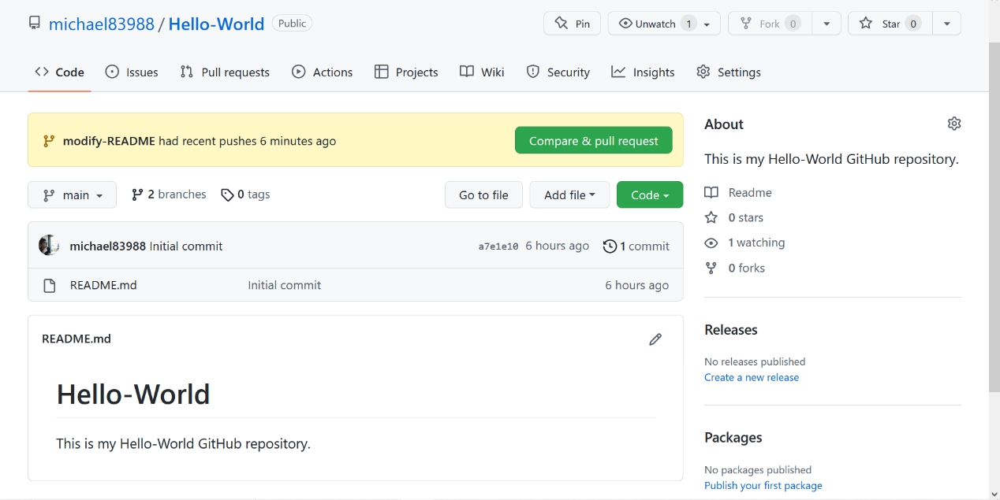 michael83988 / Hello-World Public Pin Unwatch 1 Fork 0 Star 0
Code Issues Pull requests Actions Projects Wiki Security Insights Settings
modify-README had recent pushes 6 minutes ago Compare & pull request
main 2 branches 0 tags Go to file Add file Code
michael83988 Initial commit a7e1e10 6 hours ago 1 commit
README.md Initial commit 6 hours ago
README.md
Hello-World
This is my Hello-World GitHub repository.
About
This is my Hello-World GitHub repository.
Readme
0 stars
1 watching
0 forks
Releases
No releases published
Create a new release
Packages
No packages published
Publish your first package